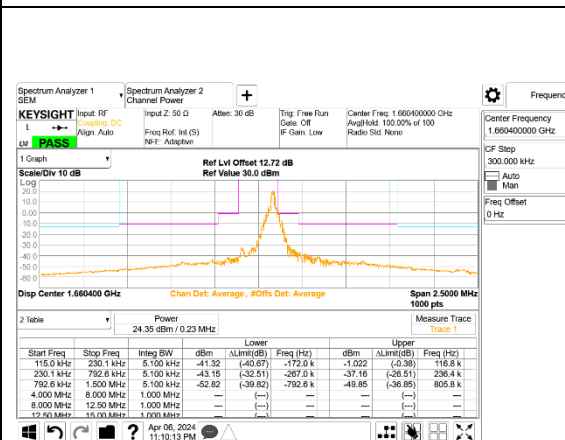 Spectrum Analyzer 1
SEM
Spectrum Analyzer 2
Channel Power
+
Frequenc
KEYSIGHT
Input: RF
Coupling: DC
Align: Auto
Input Z: 50 Ω
Freq Ref: Int (S)
NFE: Adaptive
Atten: 30 dB
Trig: Free Run
Gate: Off
IF Gain: Low
Center Freq: 1.660400000 GHz
Avg|Hold: 100.00% of 100
Radio Std: None
L
PASS
Center Frequency
1.660400000 GHz
CF Step
300.000 kHz
Auto
Man
Freq Offset
0 Hz
1 Graph
Scale/Div 10 dB
Ref Lvl Offset 12.72 dB
Ref Value 30.0 dBm
Log
20.0
10.0
0.00
-10.0
-20.0
-30.0
-40.0
-50.0
-60.0
Disp Center 1.660400 GHz
Chan Det: Average, #Offs Det: Average
Span 2.5000 MHz
1000 pts
2 Table
Power
24.35 dBm / 0.23 MHz
Measure Trace
Trace 1
Lower Upper
Start Freq Stop Freq Integ BW dBm ΔLimit(dB) Freq (Hz) dBm ΔLimit(dB) Freq (Hz)
115.0 kHz 230.1 kHz 5.100 kHz -41.32 (-40.67) -172.0 k -1.022 (-0.38) 116.8 k
230.1 kHz 792.6 kHz 5.100 kHz -43.15 (-32.51) -267.0 k -37.16 (-26.51) 236.4 k
792.6 kHz 1.500 MHz 5.100 kHz -52.82 (-39.82) -792.6 k -49.85 (-36.85) 805.8 k
4.000 MHz 8.000 MHz 1.000 MHz --- (---) --- (---)
8.000 MHz 12.50 MHz 1.000 MHz --- (---) --- (---)
12.50 MHz 15.00 MHz 1.000 MHz --- (---) --- (---)
?
Apr 06, 2024
11:10:13 PM